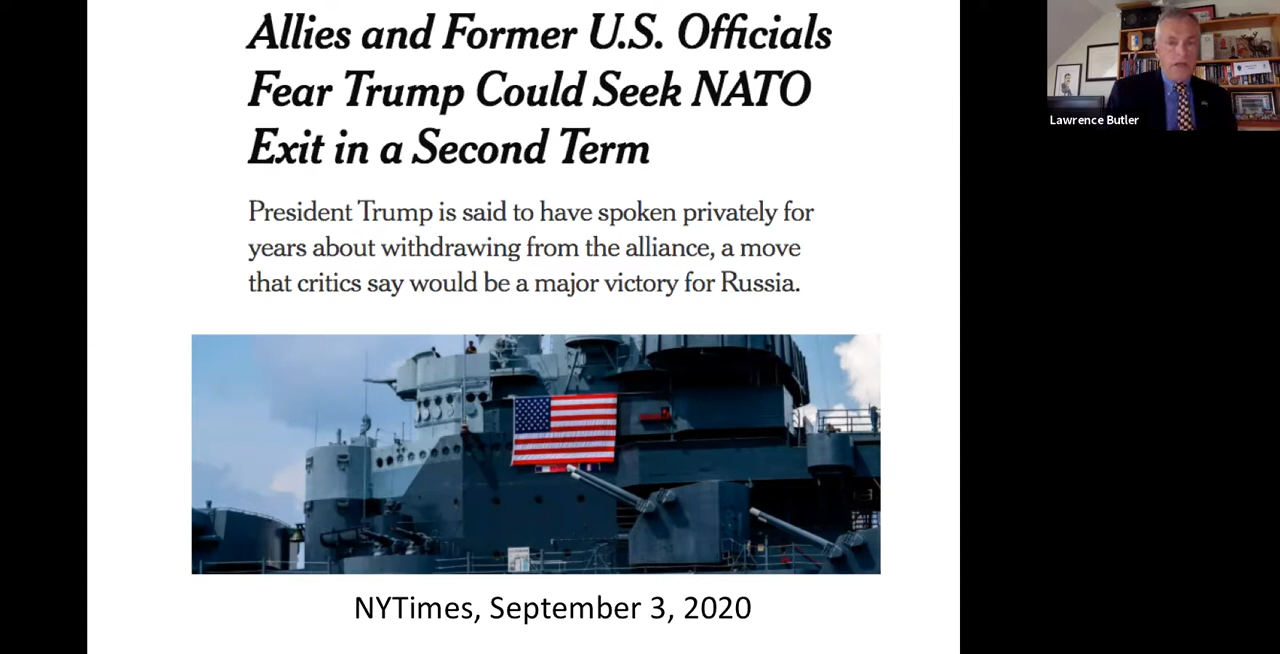 Allies and Former U.S. Officials
Fear Trump Could Seek NATO
Exit in a Second Term
President Trump is said to have spoken privately for
years about withdrawing from the alliance, a move
that critics say would be a major victory for Russia.
NYTimes, September 3, 2020
Lawrence Butler